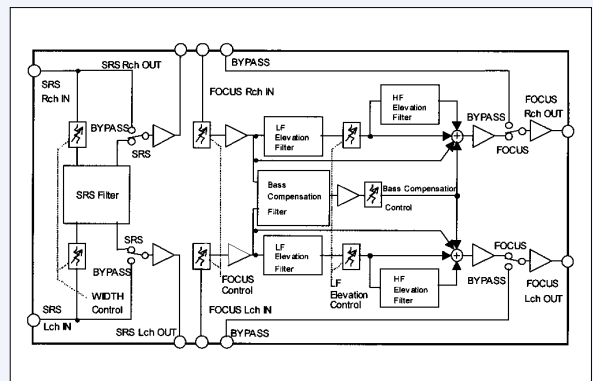 SRS Rch OUT
SRS
Rch IN
BYPASS
SRS
SRS Filter
SRS
BYPASS
WIDTH
Control
SRS
Lch IN
SRS Lch OUT
BYPASS
FOCUS Rch IN
LF
Elevation
Filter
HF
Elevation
Filter
BYPASS
FOCUS
FOCUS
Rch OUT
Bass
Compensation
Filter
Bass Compensation
Control
LF
Elevation
Filter
FOCUS
Control
LF
Elevation Control
HF
Elevation
Filter
FOCUS
BYPASS
FOCUS
Lch OUT
FOCUS Lch IN
BYPASS